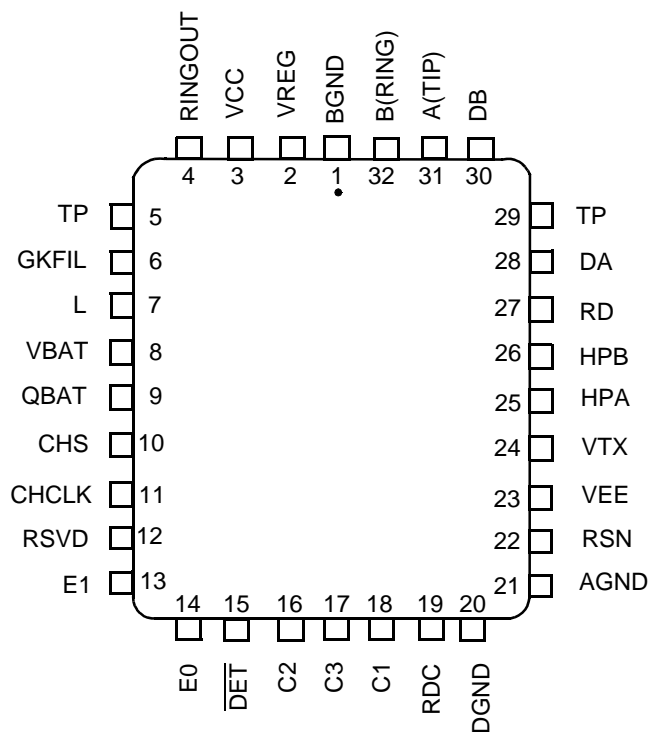 RINGOUT
VCC
VREG
BGND
B(RING)
A(TIP)
DB
4
3
2
1
32
31
30
TP
5
29
TP
GKFIL
6
28
DA
L
7
27
RD
VBAT
8
26
HPB
QBAT
9
25
HPA
CHS
10
24
VTX
CHCLK
11
23
VEE
RSVD
12
22
RSN
E1
13
21
AGND
14
15
16
17
18
19
20
E0
DET
C2
C3
C1
RDC
DGND